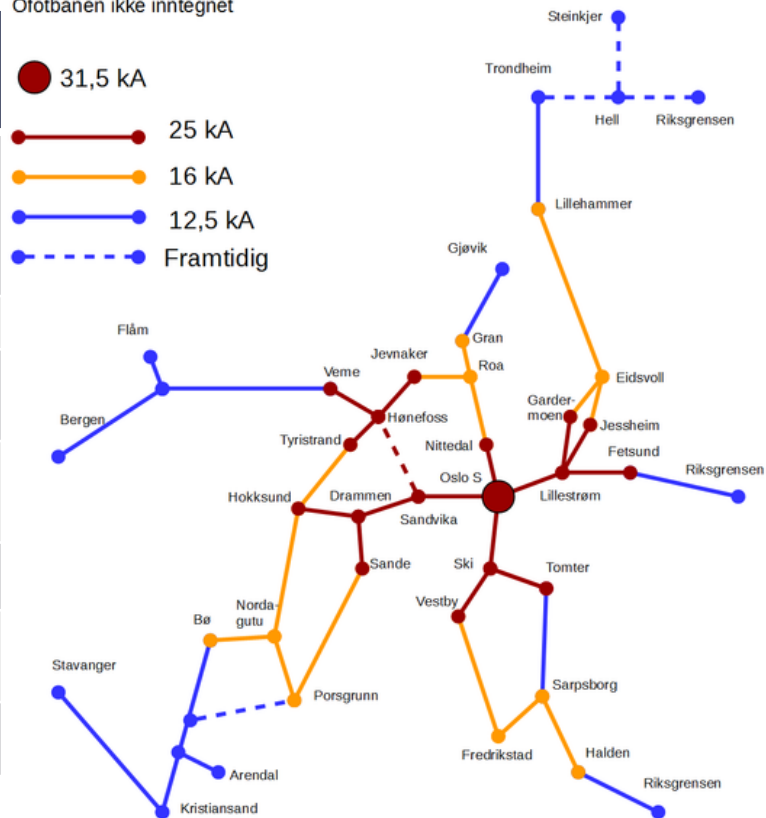 Ofotbanen ikke inntegnet
31,5 kA
25 kA
16 kA
12,5 kA
Framtidig
Steinkjer
Trondheim
Hell
Riksgrensen
Lillehammer
Gjøvik
Flåm
Jevnaker
Gran
Roa
Veme
Eidsvoll
Bergen
Hønefoss
Garder-
moen
Jessheim
Tyristrand
Nittedal
Fetsund
Oslo S
Riksgrensen
Hokksund
Drammen
Sandvika
Lillestrøm
Sande
Ski
Tomter
Vestby
Bø
Norda-
gutu
Stavanger
Porsgrunn
Sarpsborg
Fredrikstad
Halden
Arendal
Riksgrensen
Kristiansand